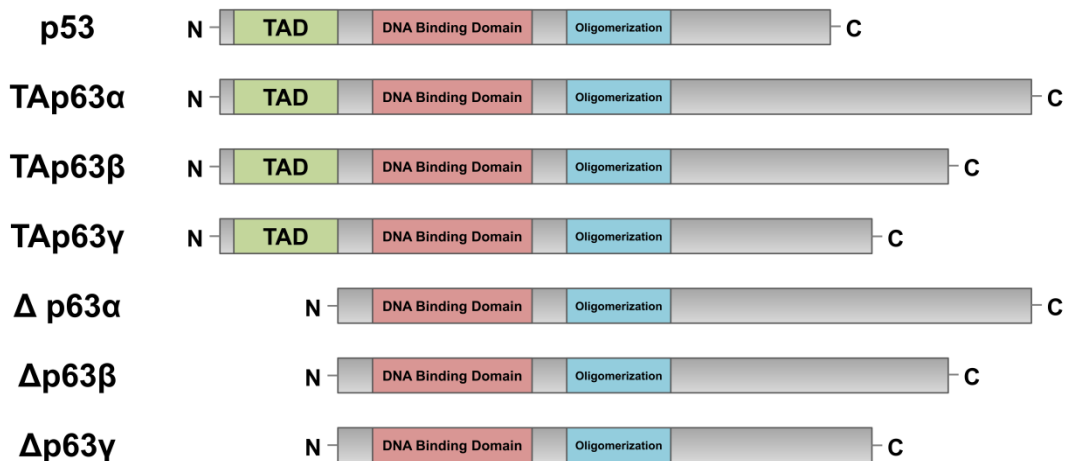 p53 N TAD DNA Binding Domain Oligomerization C
TAp63α N TAD DNA Binding Domain Oligomerization C
TAp63β N TAD DNA Binding Domain Oligomerization C
TAp63γ N TAD DNA Binding Domain Oligomerization C
Δ p63α N DNA Binding Domain Oligomerization C
Δp63β N DNA Binding Domain Oligomerization C
Δp63γ N DNA Binding Domain Oligomerization C